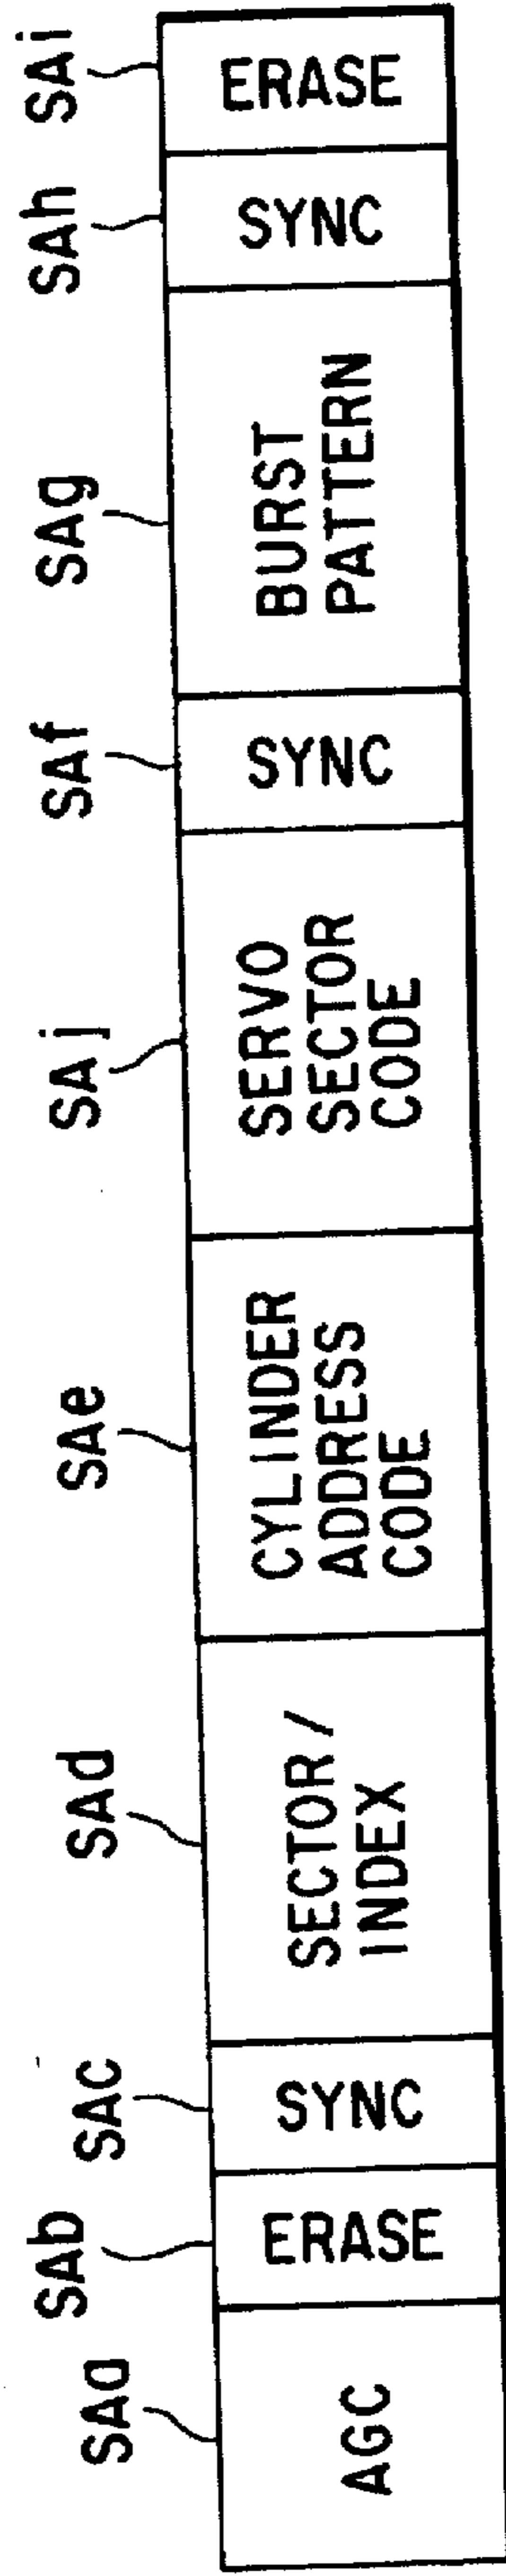 SAa
SAb
SAc
SAd
SAe
SAj
SAf
SAg
SAh
SAi
AGC
ERASE
SYNC
SECTOR/
INDEX
CYLINDER
ADDRESS
CODE
SERVO
SECTOR
CODE
SYNC
BURST
PATTERN
SYNC
ERASE